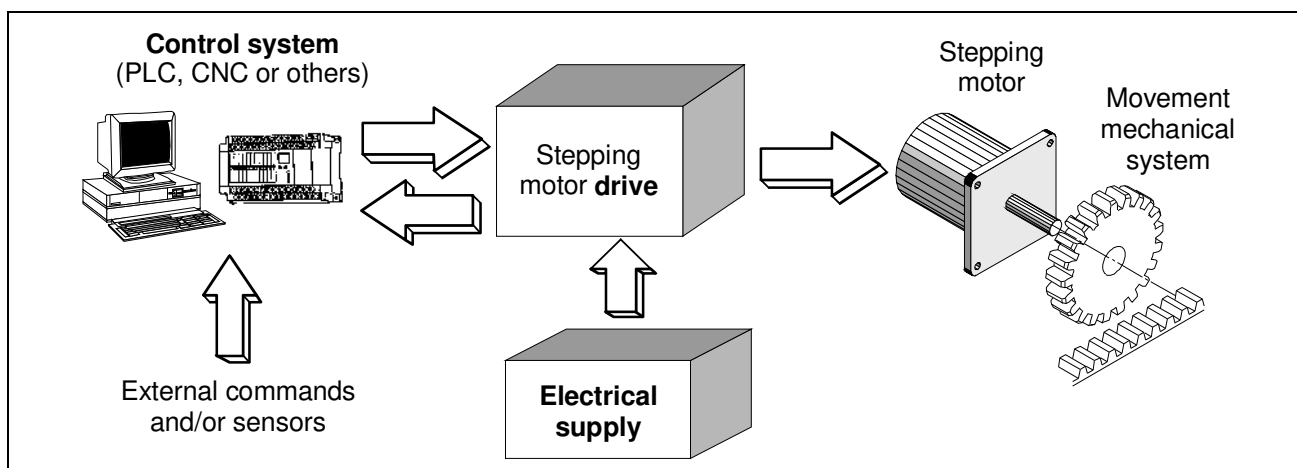 Control system
(PLC, CNC or others)
Stepping
motor drive
Stepping
motor
Movement
mechanical
system
External commands
and/or sensors
Electrical
supply